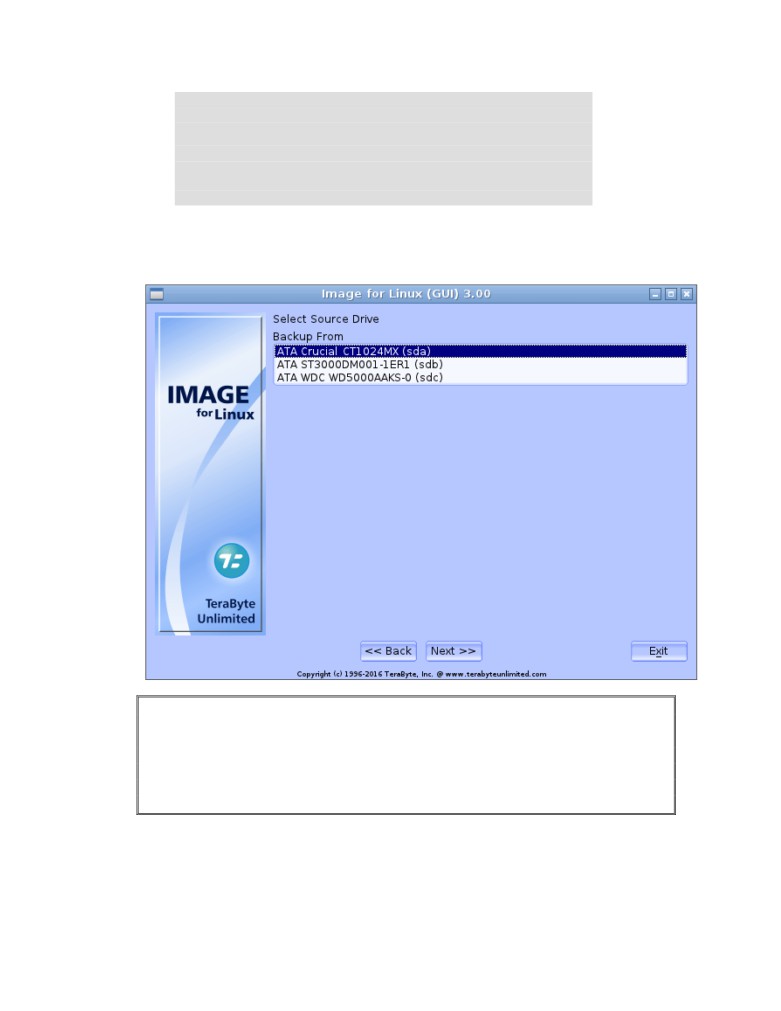 Image for Linux (GUI) 3.00
Select Source Drive
Backup From
ATA Crucial_CT1024MX (sda)
ATA ST3000DM001-1ER1 (sdb)
ATA WDC WD5000AAKS-0 (sdc)
IMAGE
for Linux
TeraByte
Unlimited
<< Back
Next >>
Exit
Copyright (c) 1996-2016 TeraByte, Inc. @ www.terabyteunlimited.com